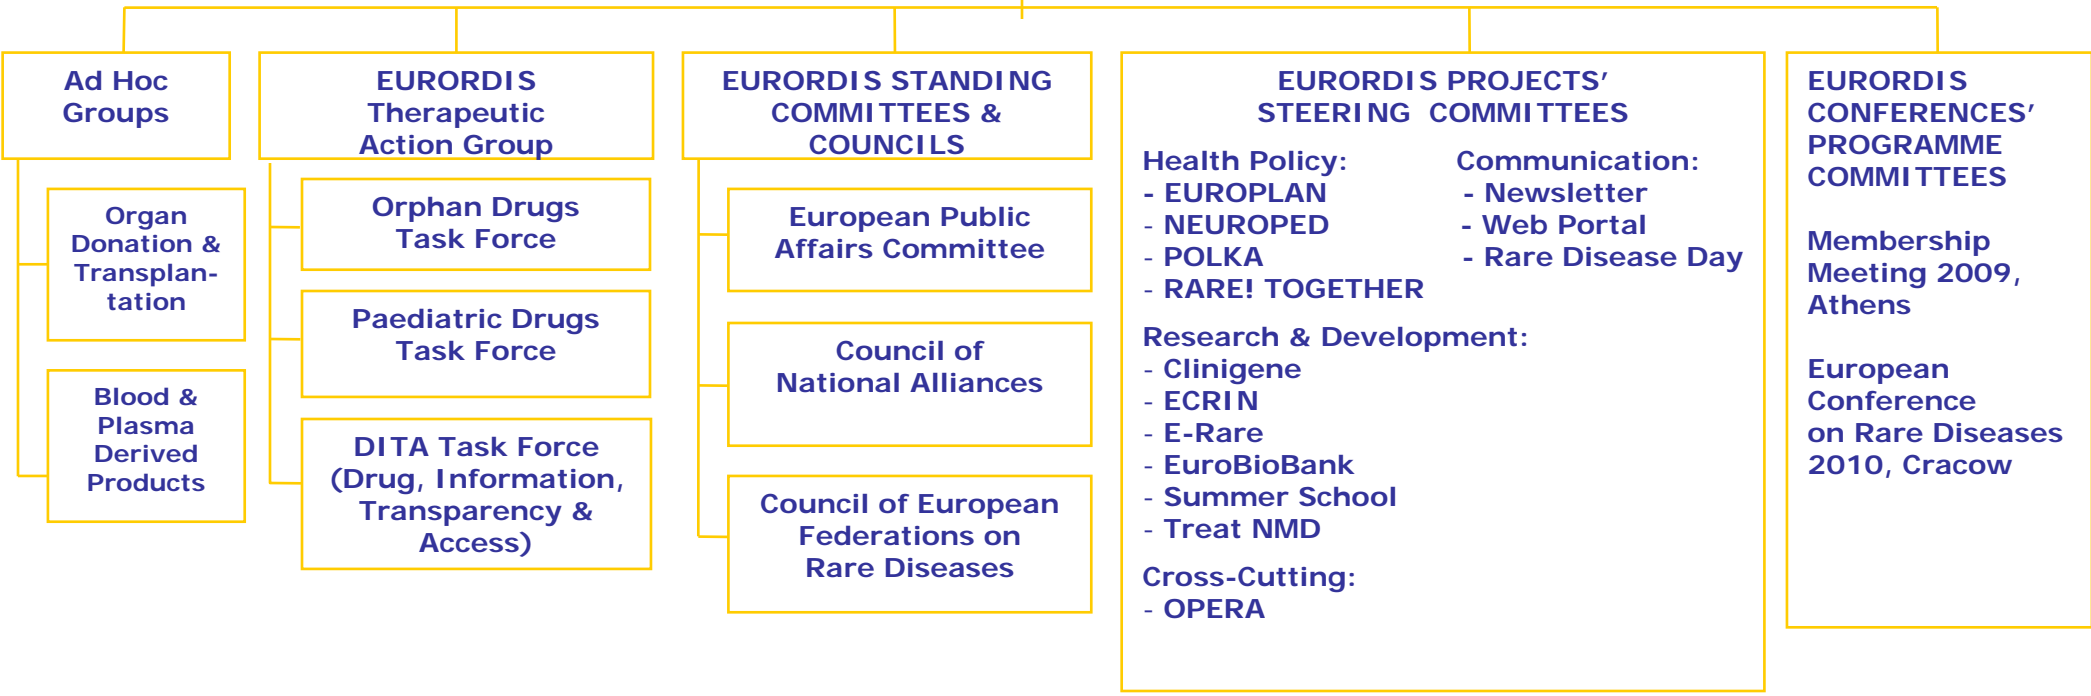 Ad Hoc
Groups
Organ
Donation &
Transplan-
tation
Blood &
Plasma
Derived
Products
EURORDIS
Therapeutic
Action Group
Orphan Drugs
Task Force
Paediatric Drugs
Task Force
DITA Task Force
(Drug, Information,
Transparency &
Access)
EURORDIS STANDING
COMMITTEES &
COUNCILS
European Public
Affairs Committee
Council of
National Alliances
Council of European
Federations on
Rare Diseases
EURORDIS PROJECTS’
STEERING COMMITTEES
Health Policy:
- EUROPLAN
- NEUROPED
- POLKA
- RARE! TOGETHER
Communication:
- Newsletter
- Web Portal
- Rare Disease Day
Research & Development:
- Clinigene
- ECRIN
- E-Rare
- EuroBioBank
- Summer School
- Treat NMD
Cross-Cutting:
- OPERA
EURORDIS
CONFERENCES’
PROGRAMME
COMMITTEES
Membership
Meeting 2009,
Athens
European
Conference
on Rare Diseases
2010, Cracow